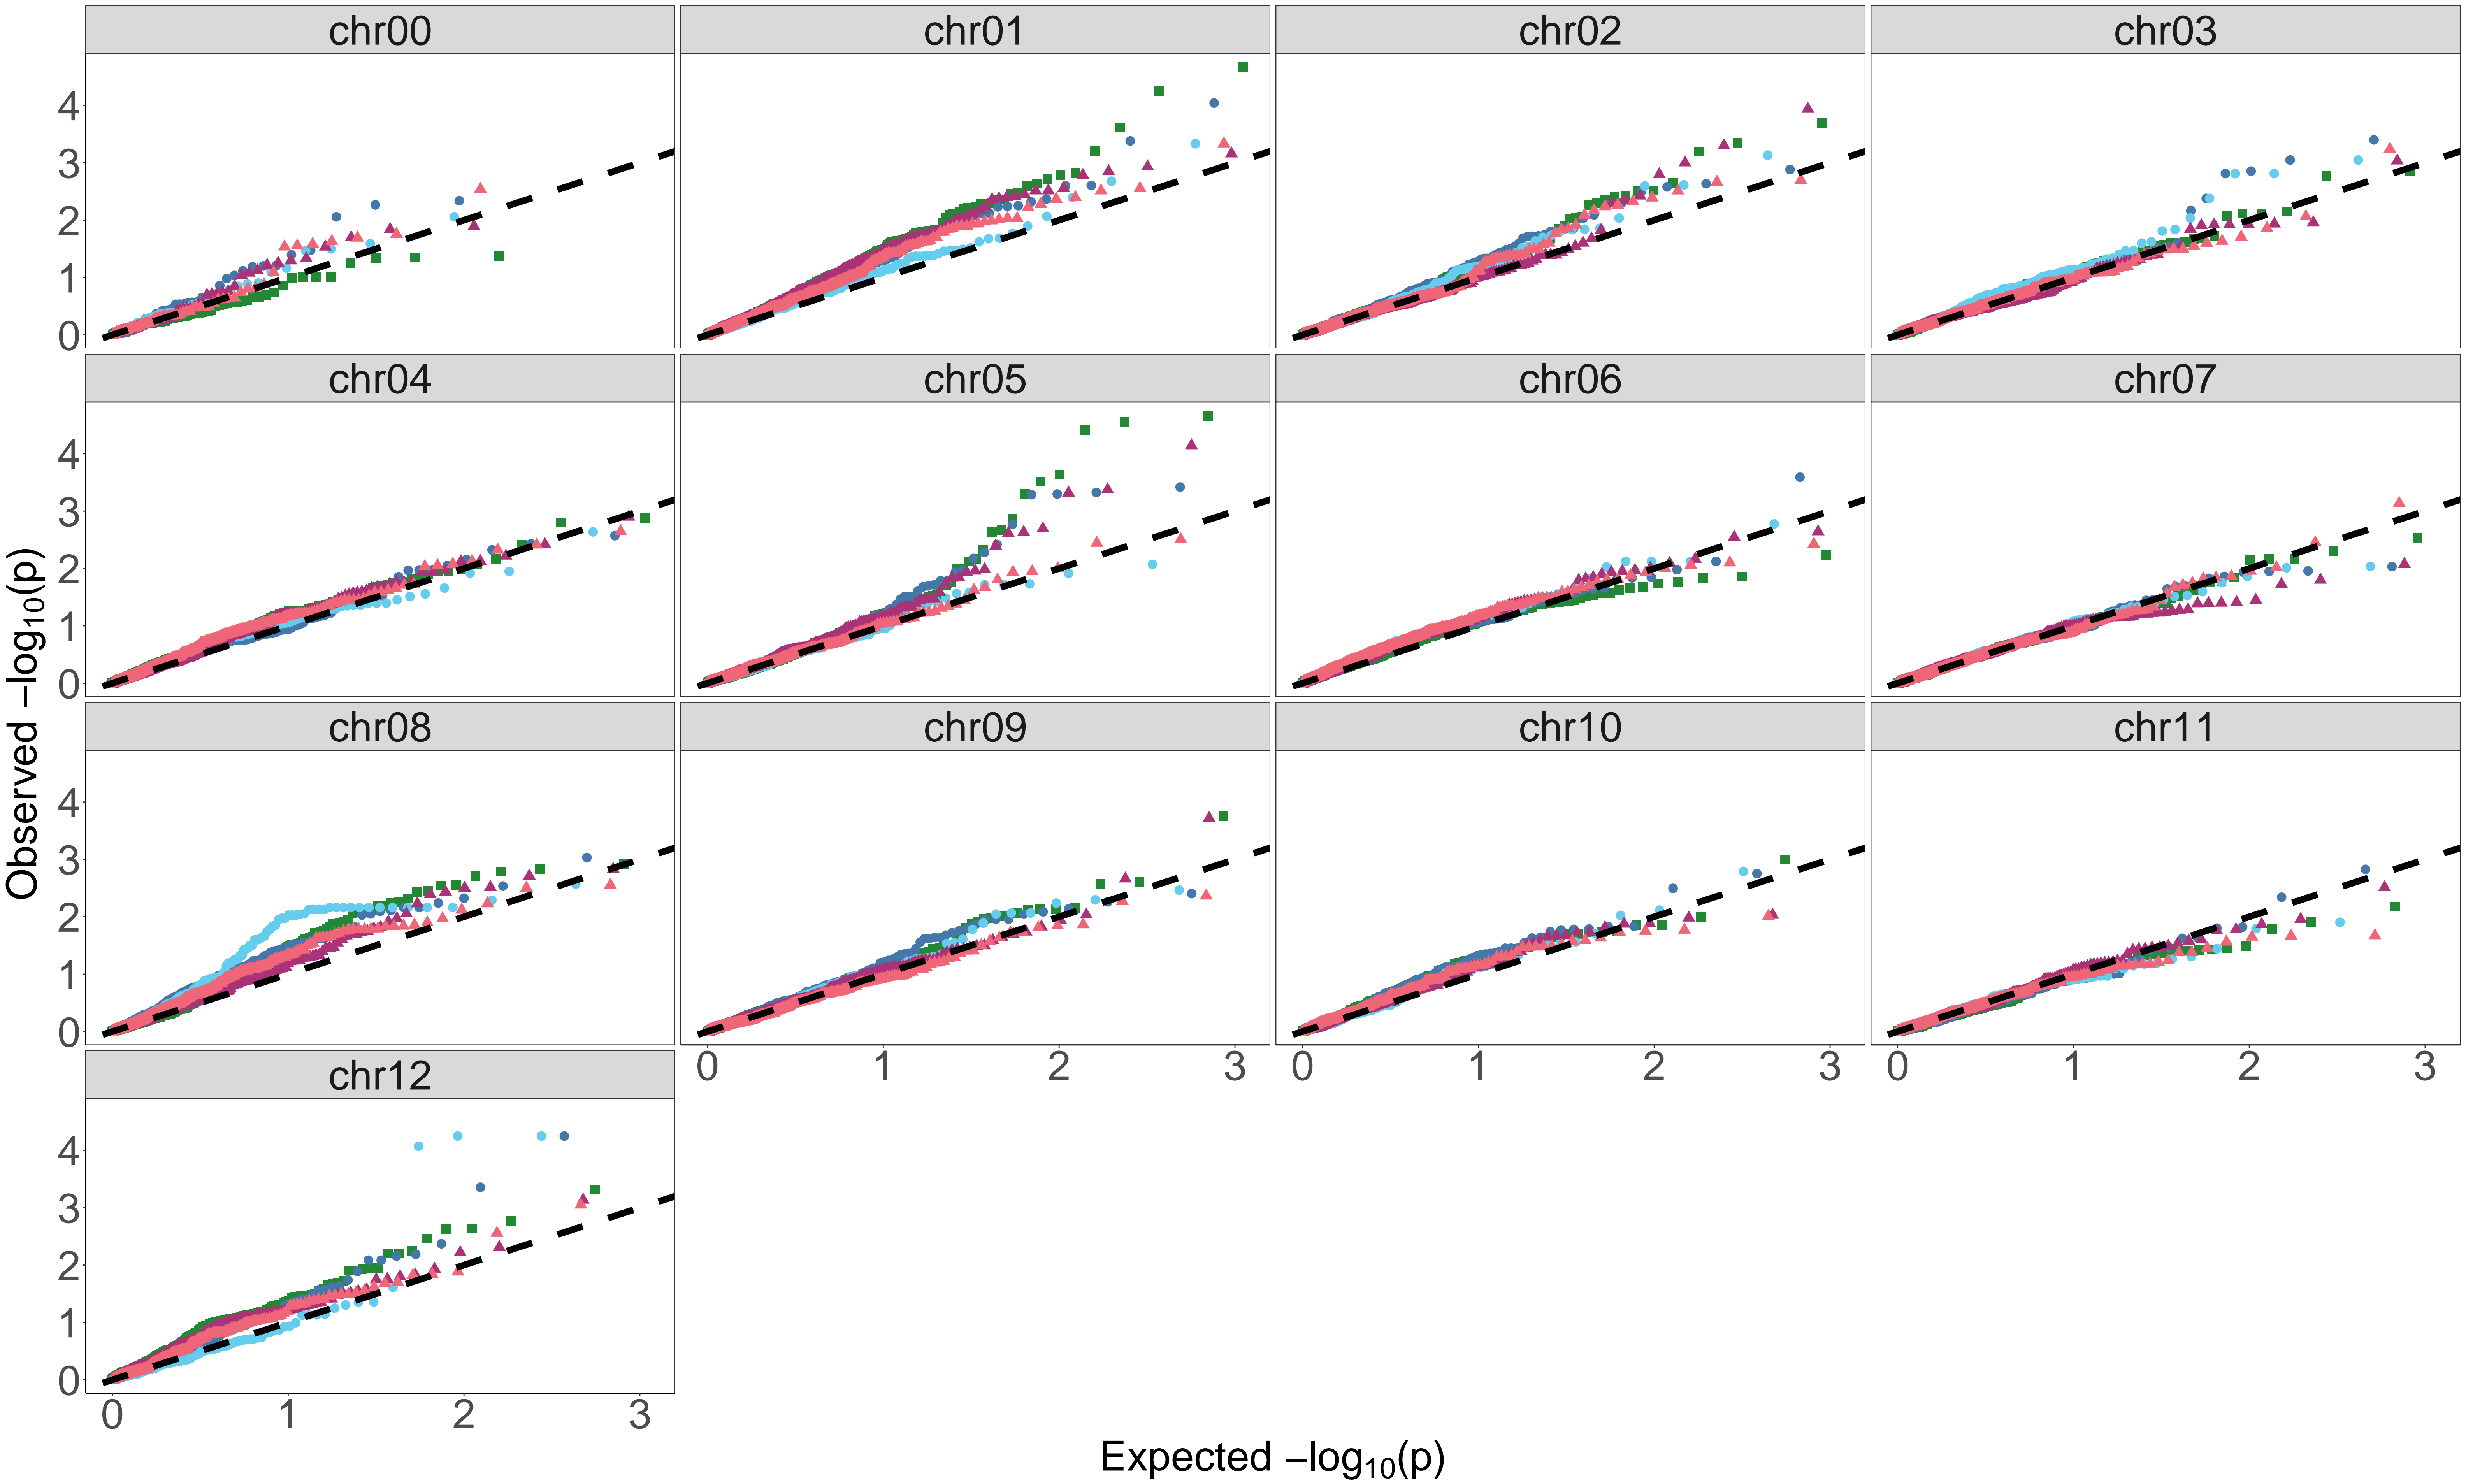 chr00 chr01 chr02 chr03
4
3
2
1
0
chr04 chr05 chr06 chr07
4
3
2
1
0
chr08 chr09 chr10 chr11
4
3
2
1
0
0 1 2 3 0 1 2 3 0 1 2 3
chr12
4
3
2
1
0
0 1 2 3
Observed −log₁₀(p)
Expected −log₁₀(p)